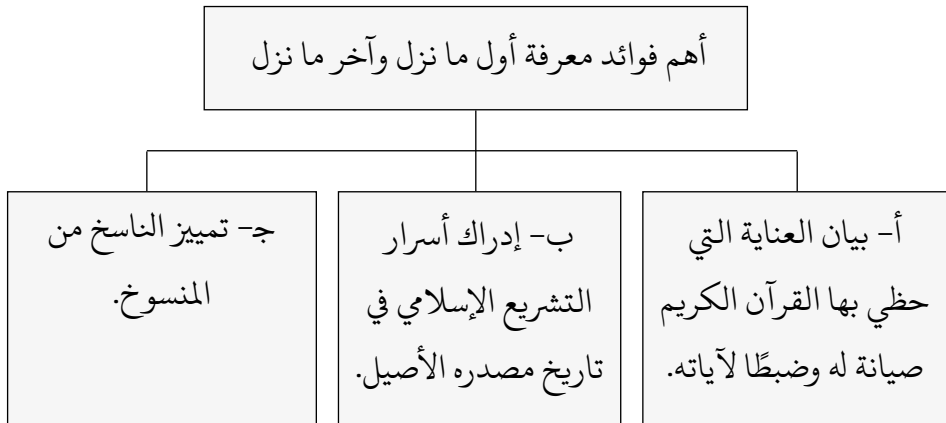 أهم فوائد معرفة أول ما نزل وآخر ما نزل
أ- بيان العناية التي
حظي بها القرآن الكريم
صيانة له وضبطًا لآياته.
ب- إدراك أسرار
التشريع الإسلامي في
تاريخ مصدره الأصيل.
جـ- تمييز الناسخ من
المنسوخ.